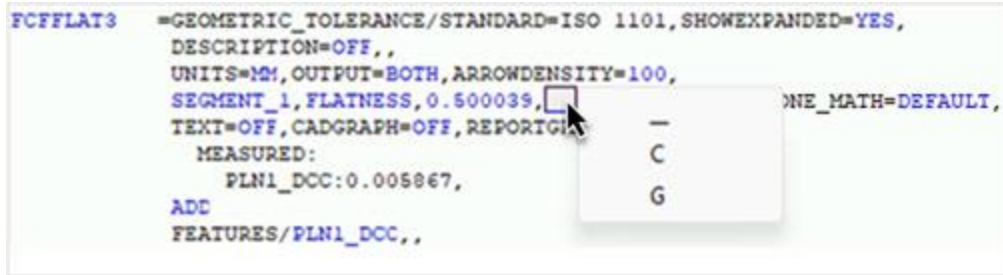 FCFFLAT3 =GEOMETRIC_TOLERANCE/STANDARD=ISO 1101,SHOWEXPANDED=YES,
DESCRIPTION=OFF,,
UNITS=MM,OUTPUT=BOTH,ARROWDENSITY=100,
SEGMENT_1,FLATNESS,0.500039, ONE_MATH=DEFAULT,
TEXT=OFF,CADGRAPH=OFF,REPORTG
—
C
G
MEASURED:
PLN1_DCC:0.005867,
ADD
FEATURES/PLN1_DCC,,